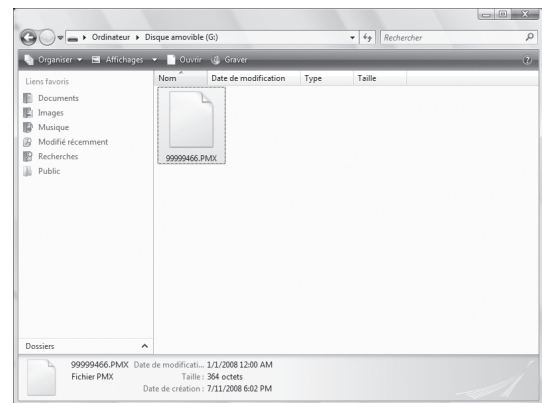 Ordinateur Disque amovible (G:) Rechercher
Organiser Affichages Ouvrir Graver
Liens favoris
Documents
Images
Musique
Modifié récemment
Recherches
Public
Nom Date de modification Type Taille
99999466.PMX
Dossiers
99999466.PMX Date de modificati... 1/1/2008 12:00 AM
Fichier PMX Taille : 364 octets
Date de création : 7/11/2008 6:02 PM